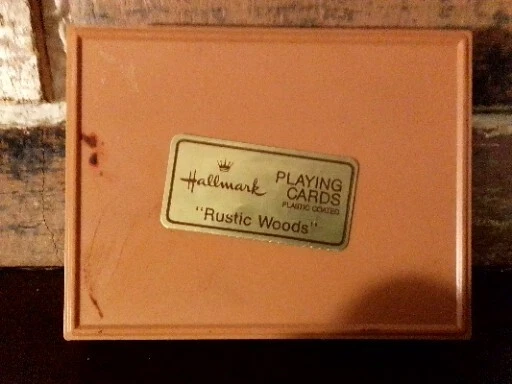 Hallmark
PLAYING
CARDS
PLASTIC COATED
"Rustic Woods"